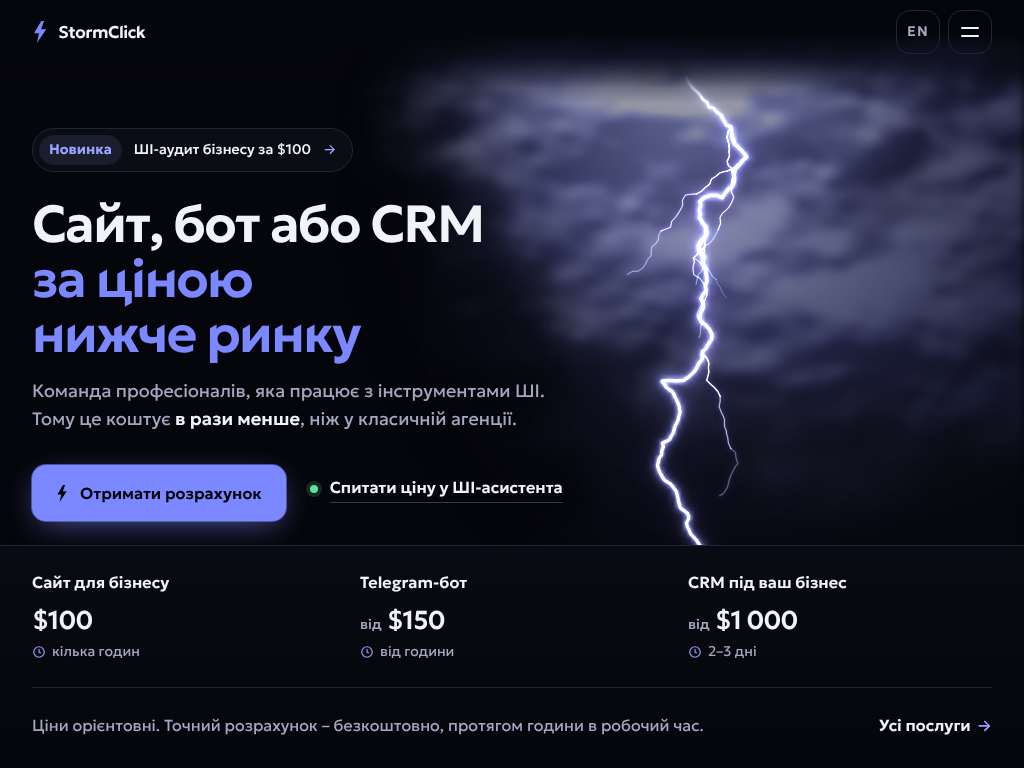 StormClick
EN
Новинка ШІ-аудит бізнесу за $100 →
Сайт, бот або CRM
за ціною
нижче ринку
Команда професіоналів, яка працює з інструментами ШІ.
Тому це коштує в рази менше, ніж у класичній агенції.
Отримати розрахунок
Спитати ціну у ШІ-асистента
Сайт для бізнесу
$100
кілька годин
Telegram-бот
від $150
від години
CRM під ваш бізнес
від $1 000
2–3 дні
Ціни орієнтовні. Точний розрахунок – безкоштовно, протягом години в робочий час.
Усі послуги →